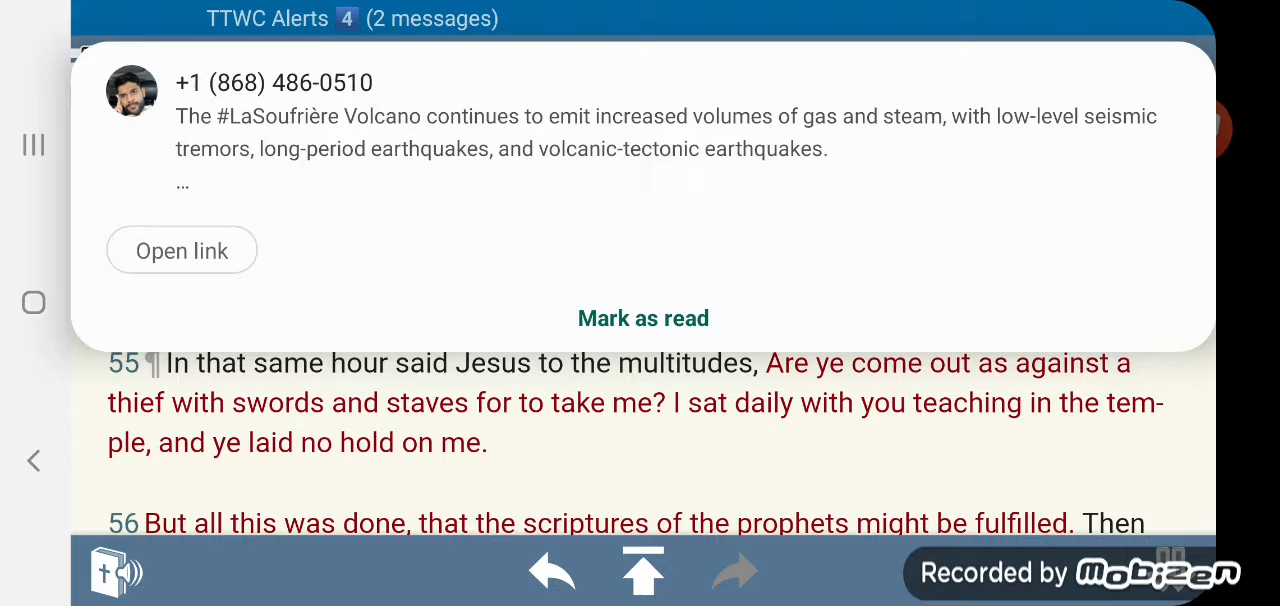 TTWC Alerts 4 (2 messages)
+1 (868) 486-0510
The #LaSoufrière Volcano continues to emit increased volumes of gas and steam, with low-level seismic
tremors, long-period earthquakes, and volcanic-tectonic earthquakes.
...
Open link
Mark as read
55 ¶ In that same hour said Jesus to the multitudes, Are ye come out as against a
thief with swords and staves for to take me? I sat daily with you teaching in the tem-
ple, and ye laid no hold on me.
56 But all this was done, that the scriptures of the prophets might be fulfilled. Then
Recorded by mobizen